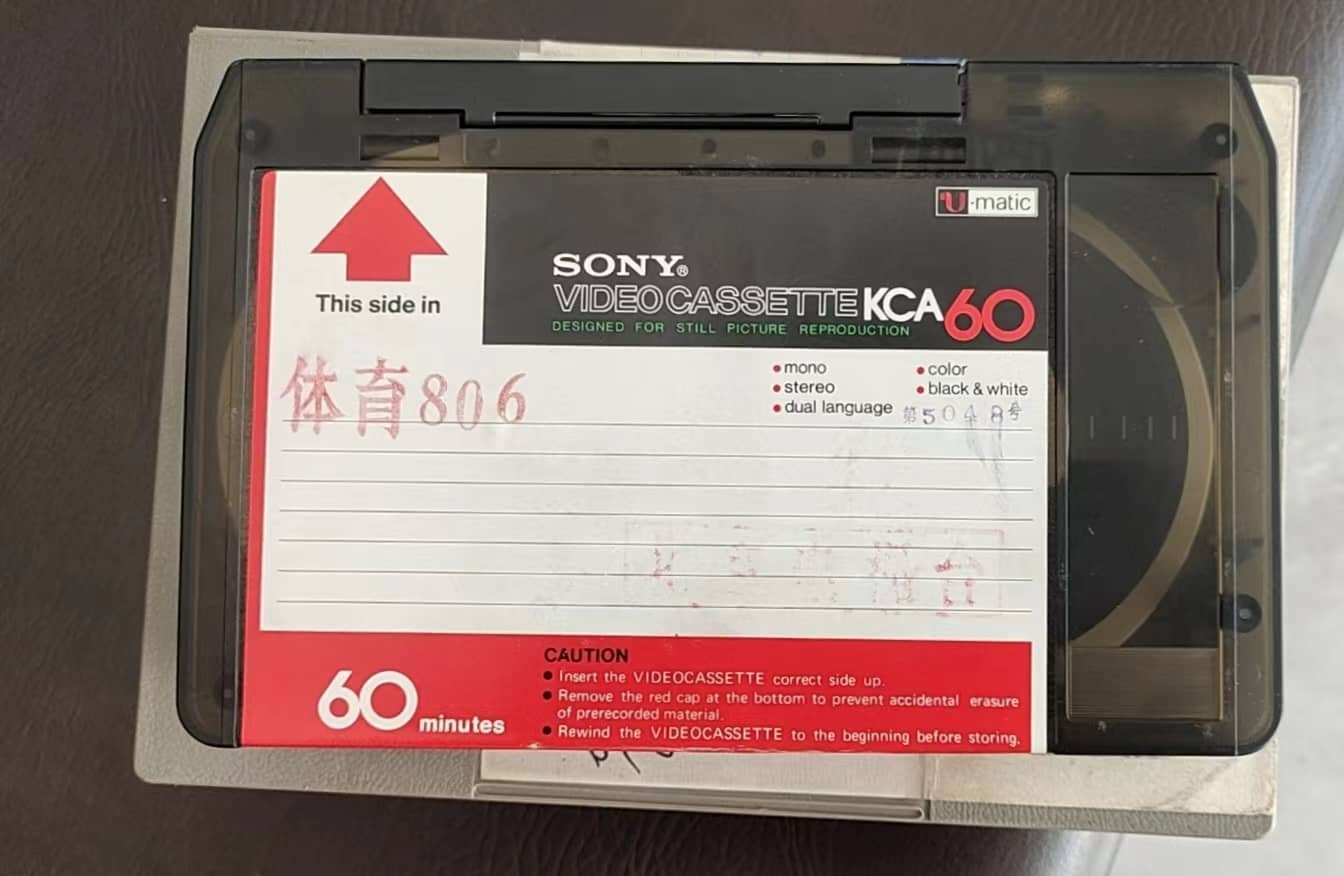 This side in
U-matic
SONY®
VIDEOCASSETTE KCA60
DESIGNED FOR STILL PICTURE REPRODUCTION
体育806
• mono
• stereo
• dual language
• color
• black & white
第5048号
60 minutes
CAUTION
● Insert the VIDEOCASSETTE correct side up.
● Remove the red cap at the bottom to prevent accidental erasure
of prerecorded material.
● Rewind the VIDEOCASSETTE to the beginning before storing.